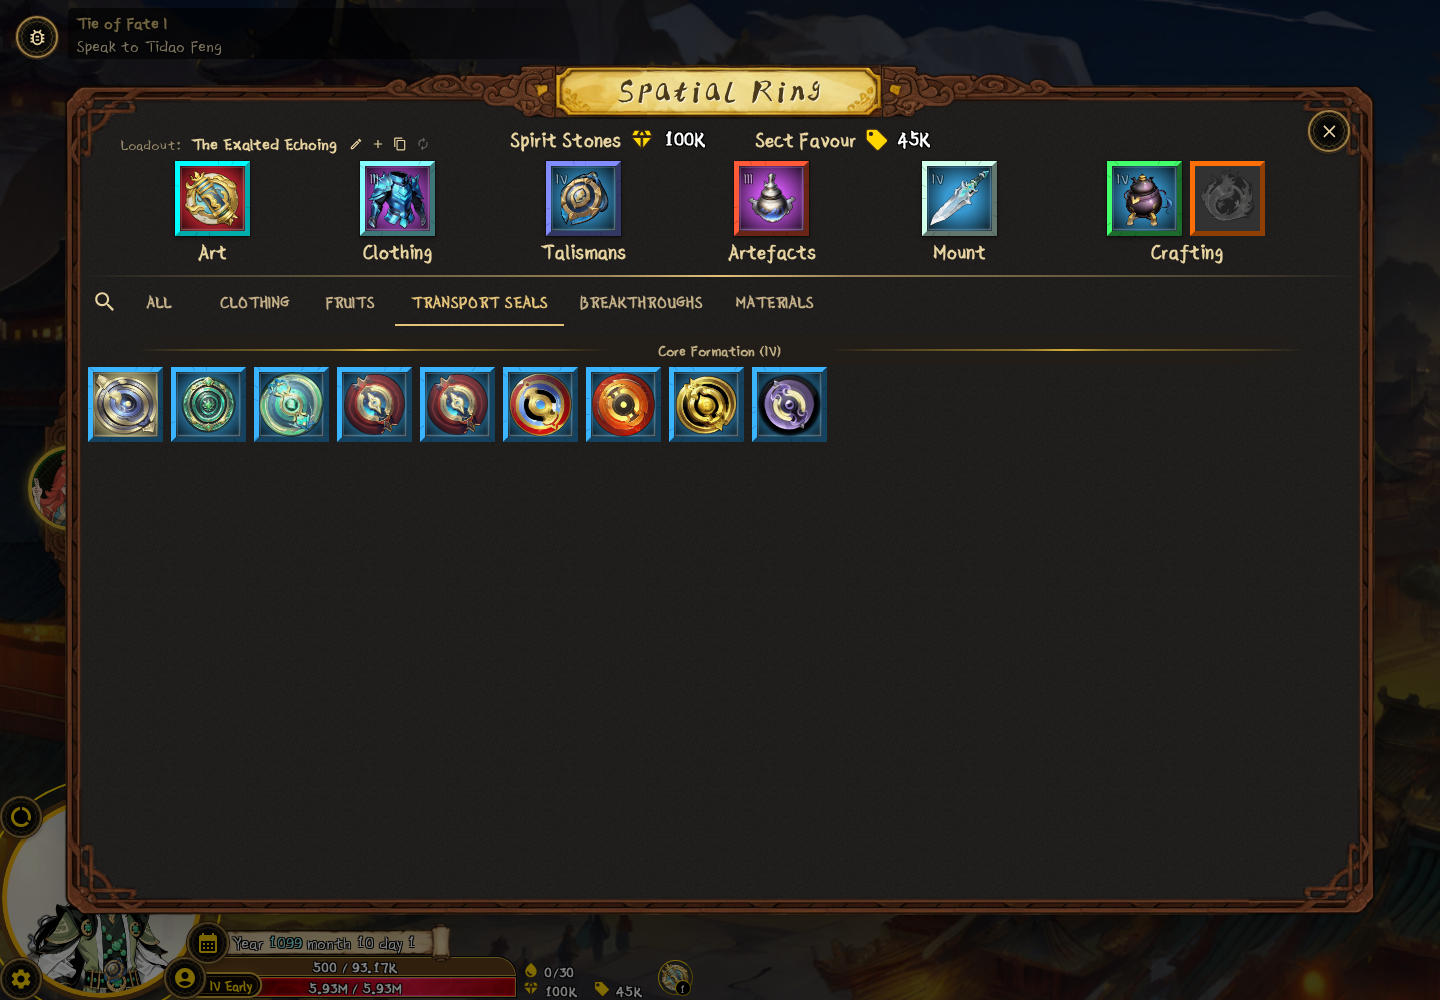 Tie of Fate I
Speak to Tidao Feng
Spatial Ring
Loadout: The Exalted Echoing
Spirit Stones 100K Sect Favour 45K
III IV III IV IV
Art Clothing Talismans Artefacts Mount Crafting
ALL CLOTHING FRUITS TRANSPORT SEALS BREAKTHROUGHS MATERIALS
Core Formation (IV)
Year 1099 month 10 day 1
500 / 93.17K
0/30
IV Early
5.93M / 5.93M
100K 45K
f